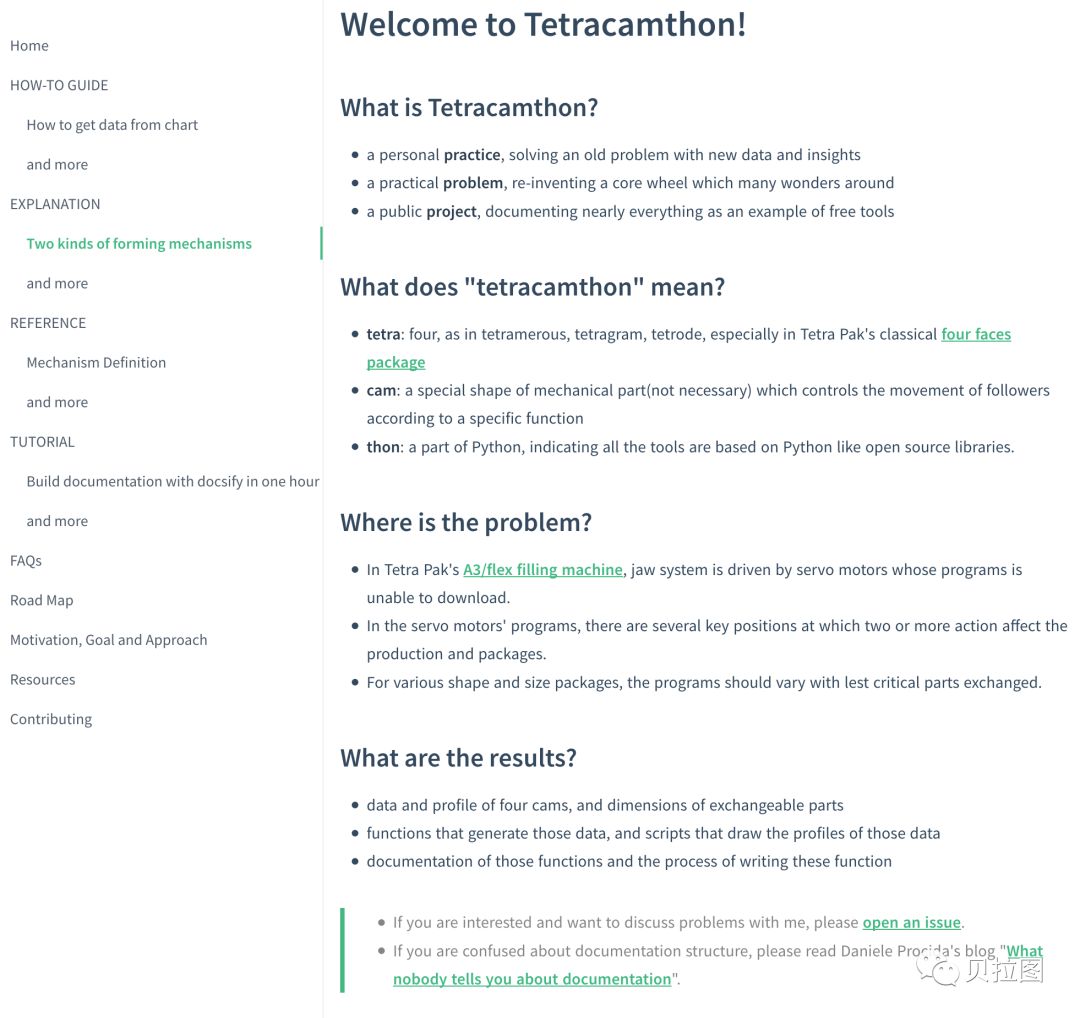 Home
HOW-TO GUIDE
How to get data from chart
and more
EXPLANATION
Two kinds of forming mechanisms
and more
REFERENCE
Mechanism Definition
and more
TUTORIAL
Build documentation with docsify in one hour
and more
FAQs
Road Map
Motivation, Goal and Approach
Resources
Contributing
Welcome to Tetracamthon!
What is Tetracamthon?
a personal practice, solving an old problem with new data and insights
a practical problem, re-inventing a core wheel which many wonders around
a public project, documenting nearly everything as an example of free tools
What does "tetracamthon" mean?
tetra: four, as in tetramerous, tetragram, tetrode, especially in Tetra Pak's classical four faces
package
cam: a special shape of mechanical part(not necessary) which controls the movement of followers
according to a specific function
thon: a part of Python, indicating all the tools are based on Python like open source libraries.
Where is the problem?
In Tetra Pak's A3/flex filling machine, jaw system is driven by servo motors whose programs is
unable to download.
In the servo motors' programs, there are several key positions at which two or more action affect the
production and packages.
For various shape and size packages, the programs should vary with lest critical parts exchanged.
What are the results?
data and profile of four cams, and dimensions of exchangeable parts
functions that generate those data, and scripts that draw the profiles of those data
documentation of those functions and the process of writing these function
If you are interested and want to discuss problems with me, please open an issue.
If you are confused about documentation structure, please read Daniele Procida's blog "What
nobody tells you about documentation".
贝拉图